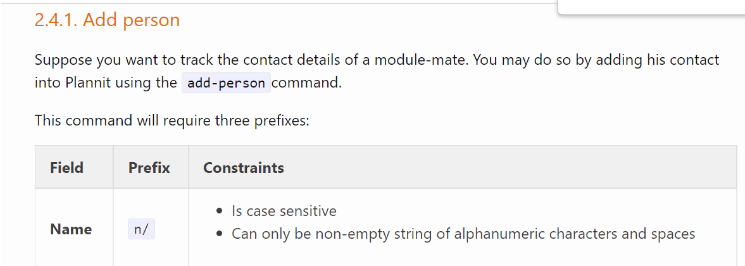 2.4.1. Add person
Suppose you want to track the contact details of a module-mate. You may do so by adding his contact
into Plannit using the add-person command.
This command will require three prefixes:
Field Prefix Constraints
Name n/
• Is case sensitive
• Can only be non-empty string of alphanumeric characters and spaces